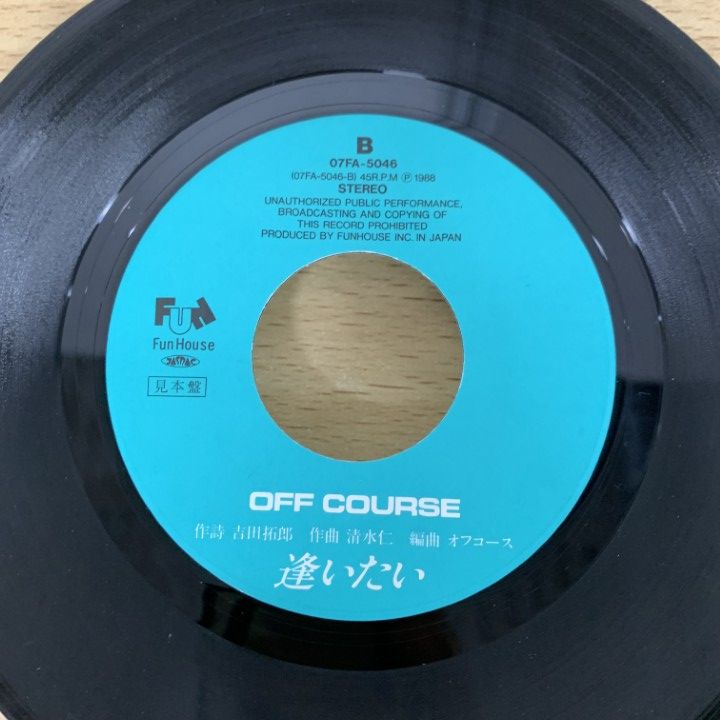 B
07FA-5046
(07FA-5046-B) 45R.P.M Ⓟ 1988
STEREO
UNAUTHORIZED PUBLIC PERFORMANCE,
BROADCASTING AND COPYING OF
THIS RECORD PROHIBITED
PRODUCED BY FUNHOUSE INC. IN JAPAN
FUN
Fun House
JASRAC
見本盤
OFF COURSE
作詩 吉田拓郎 作曲 清水仁 編曲 オフコース
逢いたい